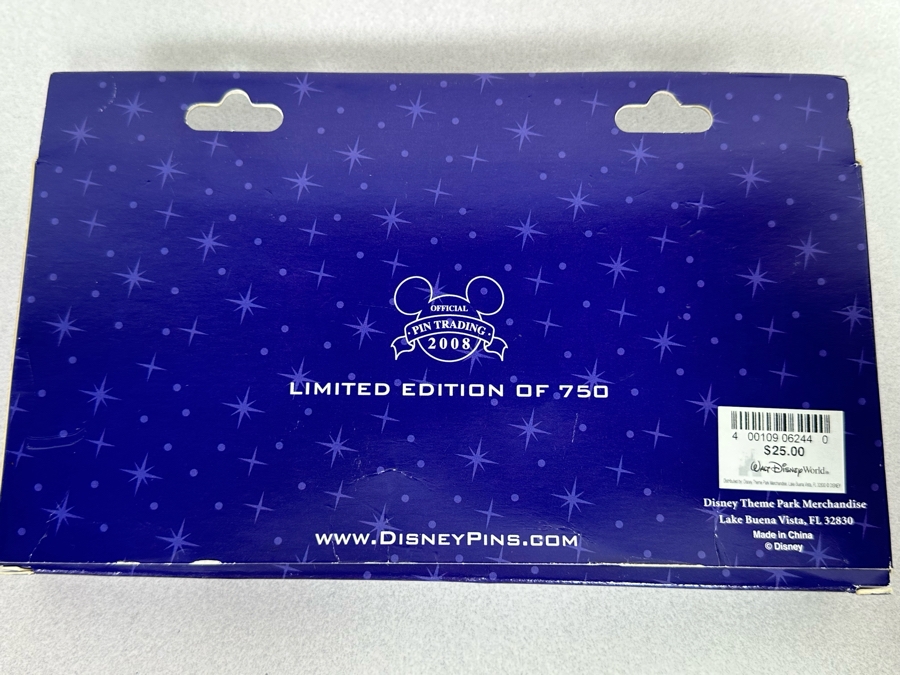 OFFICIAL
PIN TRADING
2008
LIMITED EDITION OF 750
4 00109 06244 0
$25.00
Walt Disney World
Disney Theme Park Merchandise
Lake Buena Vista, FL 32830
Made in China
© Disney
www.DisneyPins.com